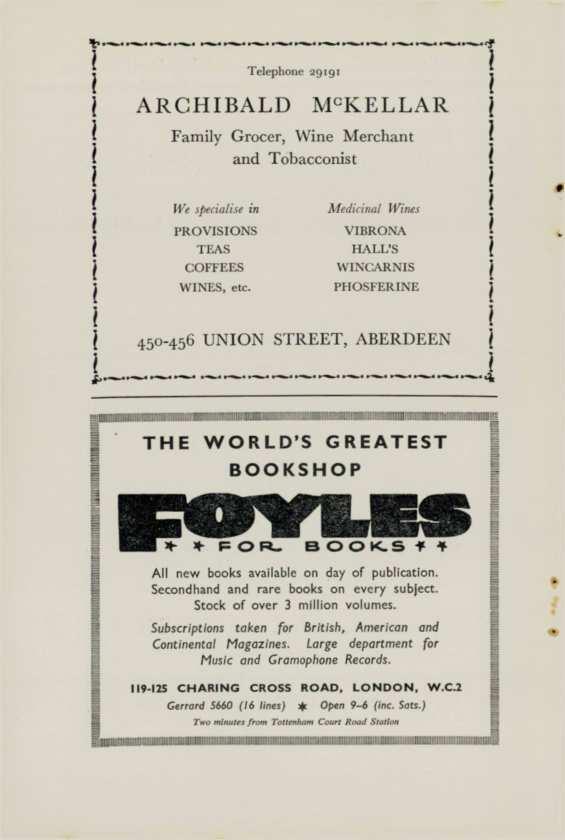 Telephone 29191
ARCHIBALD McKELLAR
Family Grocer, Wine Merchant
and Tobacconist
We specialise in
PROVISIONS
TEAS
COFFEES
WINES, etc.
Medicinal Wines
VIBRONA
HALL'S
WINCARNIS
PHOSFERINE
450-456 UNION STREET, ABERDEEN
THE WORLD'S GREATEST
BOOKSHOP
FOYLES
* * FOR BOOKS * *
All new books available on day of publication.
Secondhand and rare books on every subject.
Stock of over 3 million volumes.
Subscriptions taken for British, American and
Continental Magazines. Large department for
Music and Gramophone Records.
119-125 CHARING CROSS ROAD, LONDON, W.C.2
Gerrard 5660 (16 lines) * Open 9–6 (inc. Sats.)
Two minutes from Tottenham Court Road Station